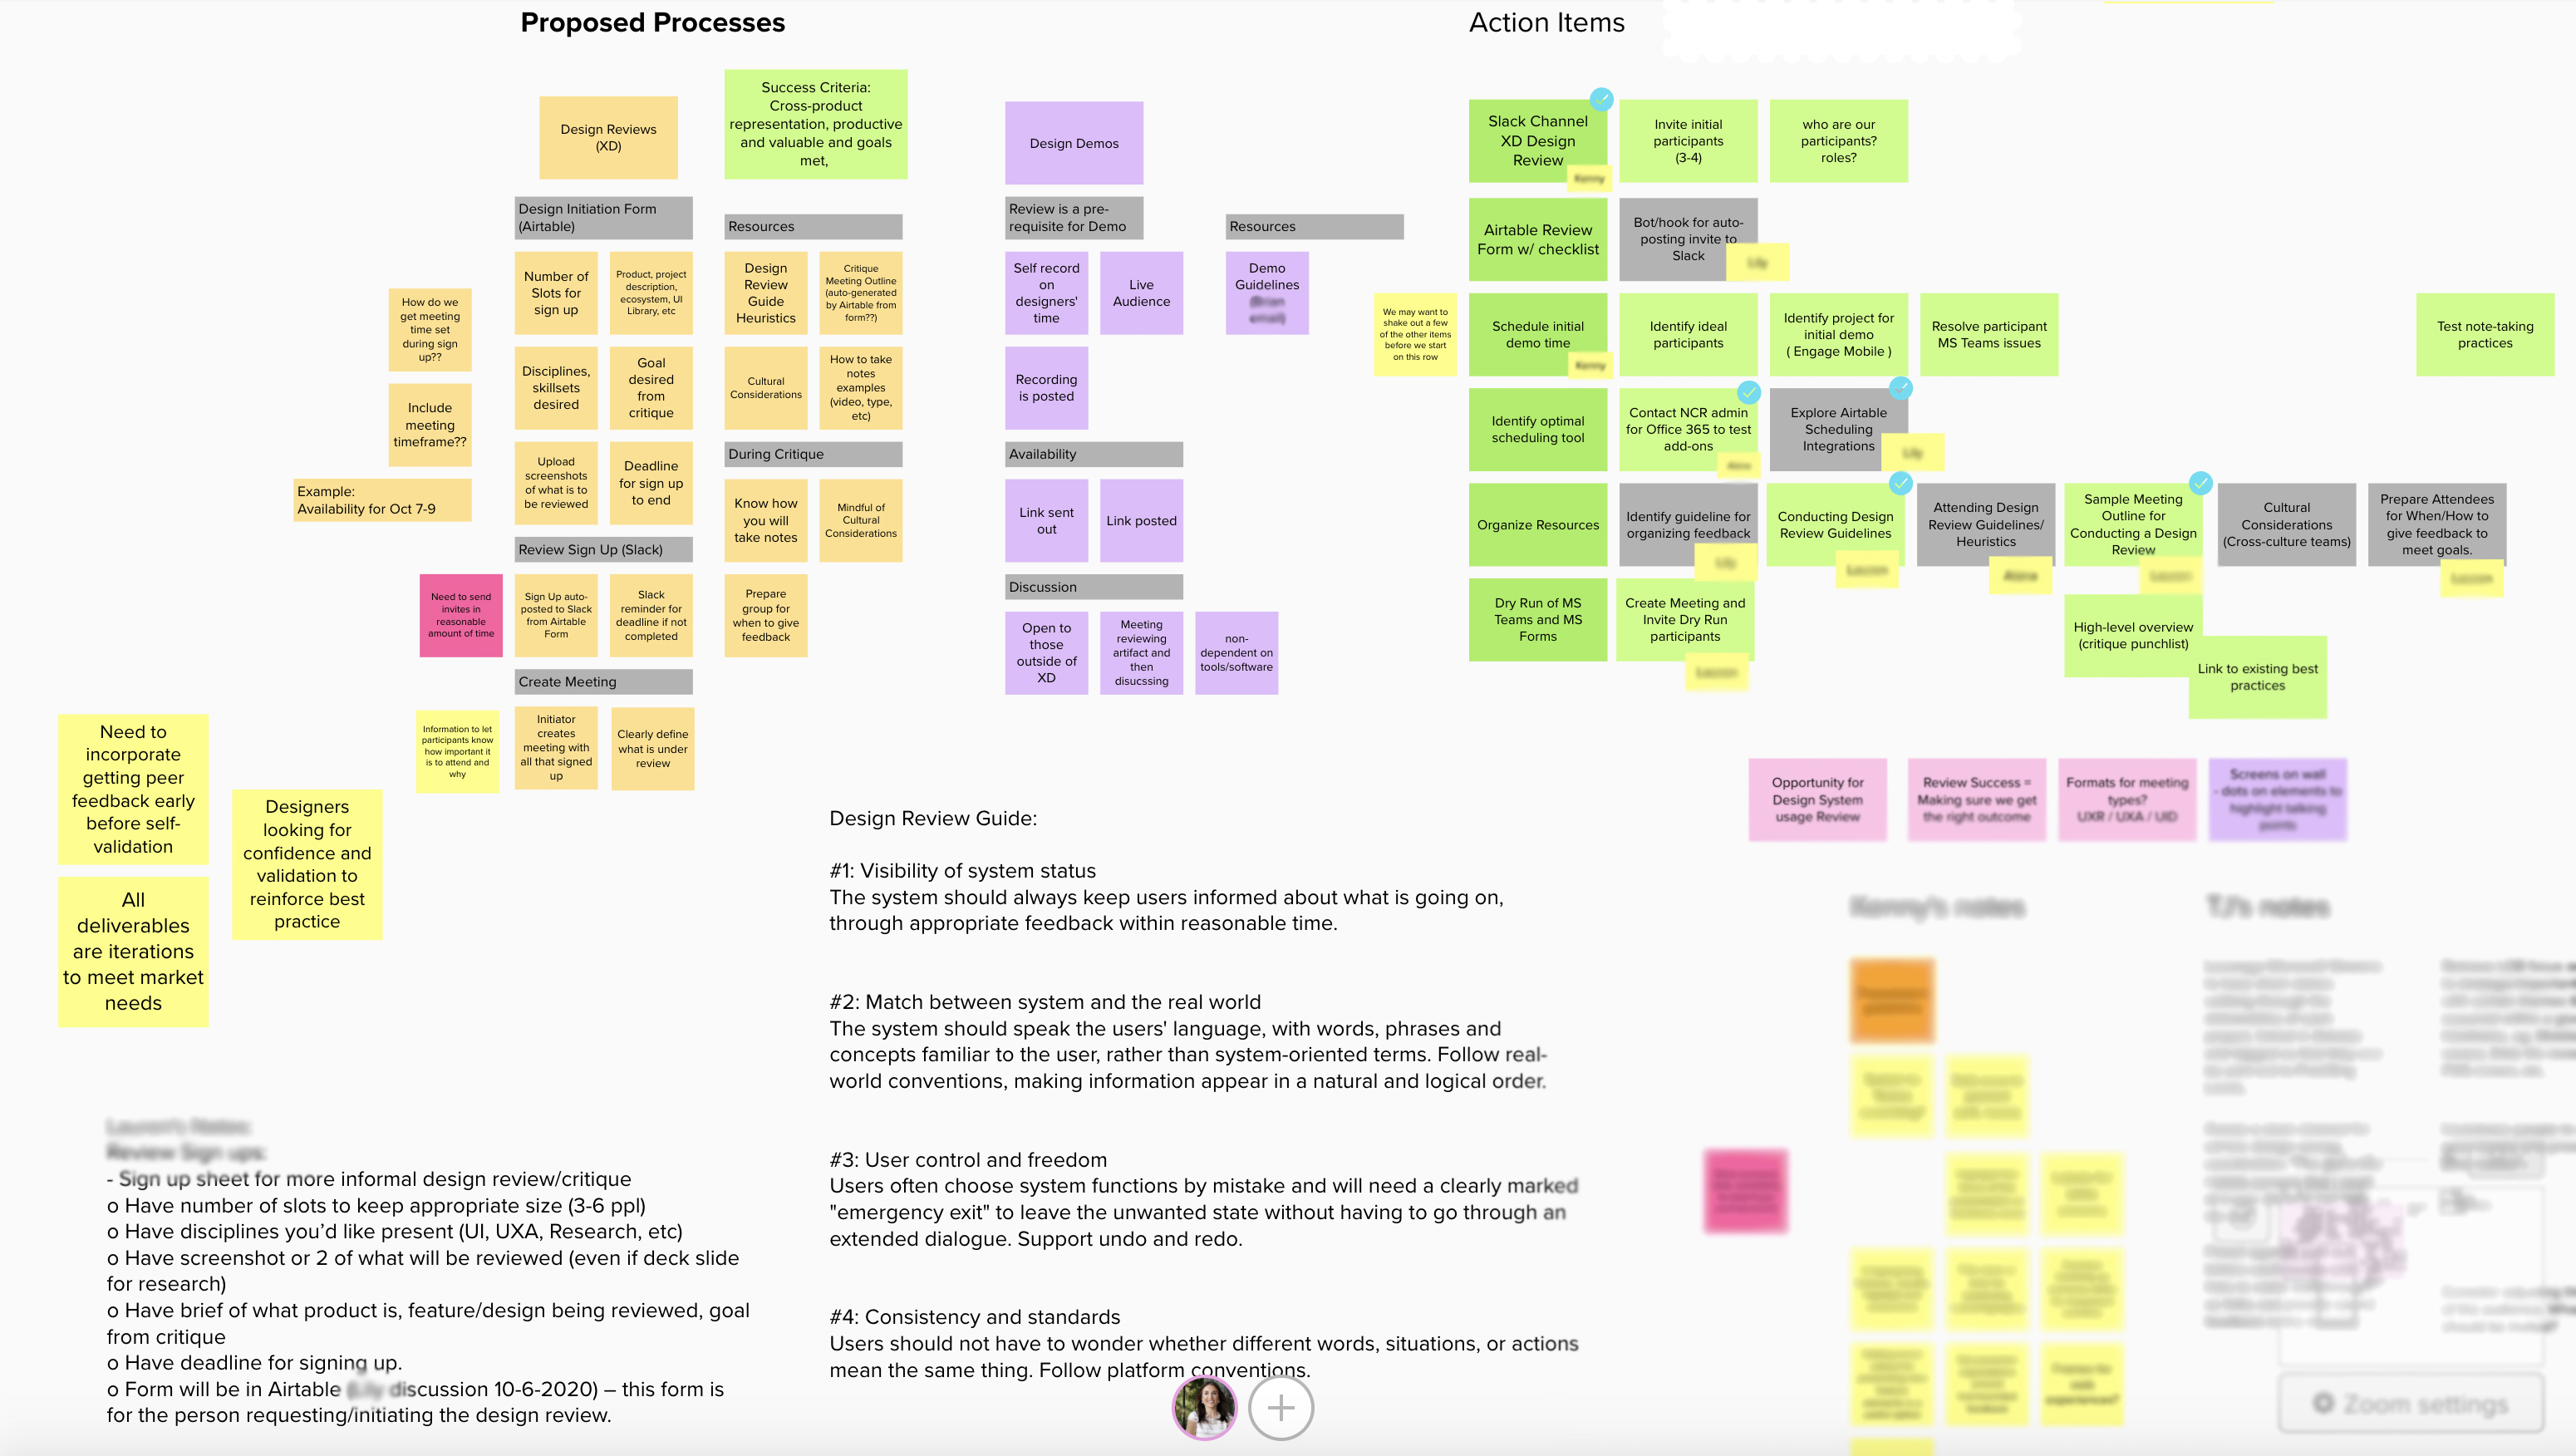 Proposed Processes
Design Reviews
(XD)
Success Criteria:
Cross-product
representation, productive
and valuable and goals
met,
Design Initiation Form
(Airtable)
Number of
Slots for
sign up
Product, project
description,
ecosystem, UI
Library, etc
How do we
get meeting
time set
during sign
up??
Disciplines,
skillsets
desired
Goal
desired
from
critique
Include
meeting
timeframe??
Upload
screenshots
of what is to
be reviewed
Deadline
for sign up
to end
Example:
Availability for Oct 7-9
Review Sign Up (Slack)
Need to send
invites in
reasonable
amount of time
Sign Up auto-
posted to Slack
from Airtable
Form
Slack
reminder for
deadline if not
completed
Create Meeting
Information to let
participants know
how important it
is to attend and
why
Initiator
creates
meeting with
all that signed
up
Clearly define
what is under
review
Resources
Design
Review
Guide
Heuristics
Critique
Meeting Outline
(auto-generated
by Airtable from
form??)
Cultural
Considerations
How to take
notes
examples
(video, type,
etc)
During Critique
Know how
you will
take notes
Mindful of
Cultural
Considerations
Prepare
group for
when to give
feedback
Design Demos
Review is a pre-
requisite for Demo
Self record
on
designers'
time
Live
Audience
Recording
is posted
Availability
Link sent
out
Link posted
Discussion
Open to
those
outside of
XD
Meeting
reviewing
artifact and
then
disucssing
non-
dependent on
tools/software
Resources
Demo
Guidelines
(Brian
email)
Action Items
Slack Channel
XD Design
Review
Kenny
Invite initial
participants
(3-4)
who are our
participants?
roles?
Airtable Review
Form w/ checklist
Bot/hook for auto-
posting invite to
Slack
Lily
We may want to
shake out a few
of the other items
before we start
on this row
Schedule initial
demo time
Kenny
Identify ideal
participants
Identify project for
initial demo
( Engage Mobile )
Resolve participant
MS Teams issues
Test note-taking
practices
Identify optimal
scheduling tool
Contact NCR admin
for Office 365 to test
add-ons
Explore Airtable
Scheduling
Integrations
Lily
Organize Resources
Identify guideline for
organizing feedback
Lily
Conducting Design
Review Guidelines
Lauren
Attending Design
Review Guidelines/
Heuristics
Sample Meeting
Outline for
Conducting a Design
Review
Lauren
Cultural
Considerations
(Cross-culture teams)
Prepare Attendees
for When/How to
give feedback to
meet goals.
Lauren
Dry Run of MS
Teams and MS
Forms
Create Meeting and
Invite Dry Run
participants
Lauren
High-level overview
(critique punchlist)
Link to existing best
practices
Opportunity for
Design System
usage Review
Review Success =
Making sure we get
the right outcome
Formats for meeting
types?
UXR / UXA / UID
Screens on wall
- dots on elements to
highlight talking
points
Need to
incorporate
getting peer
feedback early
before self-
validation
Designers
looking for
confidence and
validation to
reinforce best
practice
All
deliverables
are iterations
to meet market
needs
Lauren's Notes:
Review Sign ups:
- Sign up sheet for more informal design review/critique
o Have number of slots to keep appropriate size (3-6 ppl)
o Have disciplines you'd like present (UI, UXA, Research, etc)
o Have screenshot or 2 of what will be reviewed (even if deck slide
for research)
o Have brief of what product is, feature/design being reviewed, goal
from critique
o Have deadline for signing up.
o Form will be in Airtable (Lily discussion 10-6-2020) – this form is
for the person requesting/initiating the design review.
Design Review Guide:
#1: Visibility of system status
The system should always keep users informed about what is going on,
through appropriate feedback within reasonable time.
#2: Match between system and the real world
The system should speak the users' language, with words, phrases and
concepts familiar to the user, rather than system-oriented terms. Follow real-
world conventions, making information appear in a natural and logical order.
#3: User control and freedom
Users often choose system functions by mistake and will need a clearly marked
"emergency exit" to leave the unwanted state without having to go through an
extended dialogue. Support undo and redo.
#4: Consistency and standards
Users should not have to wonder whether different words, situations, or actions
mean the same thing. Follow platform conventions.
Kenny's notes
TJ's notes
Zoom settings